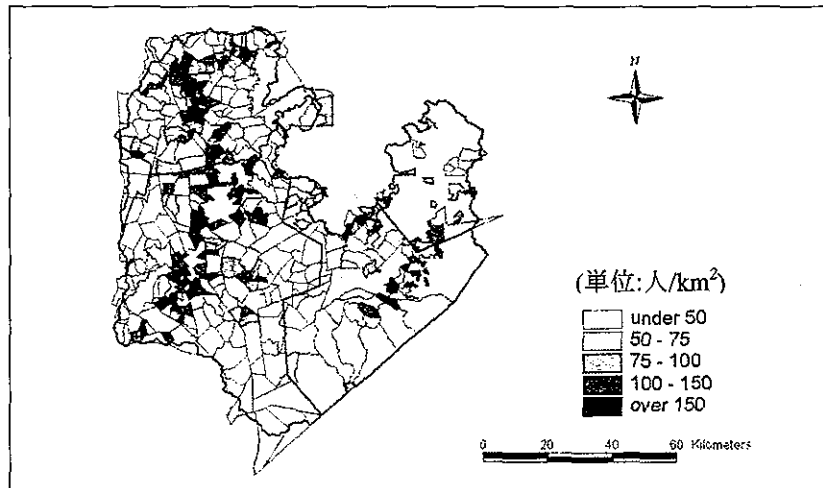 N
(単位:人/km²)
under 50
50 - 75
75 - 100
100 - 150
over 150
0 20 40 60 Kilometers